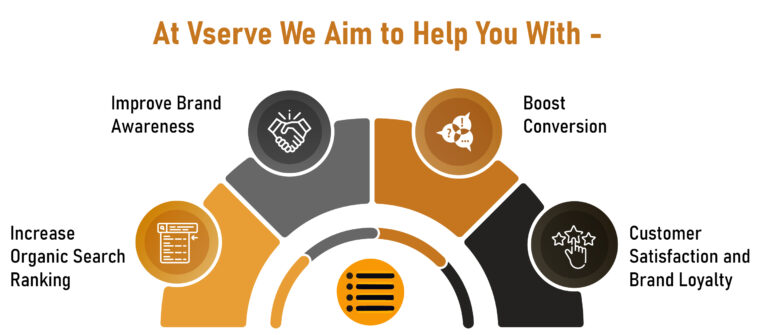 At Vserve We Aim to Help You With -
Improve Brand
Awareness
Boost
Conversion
Increase
Organic Search
Ranking
Customer
Satisfaction and
Brand Loyalty